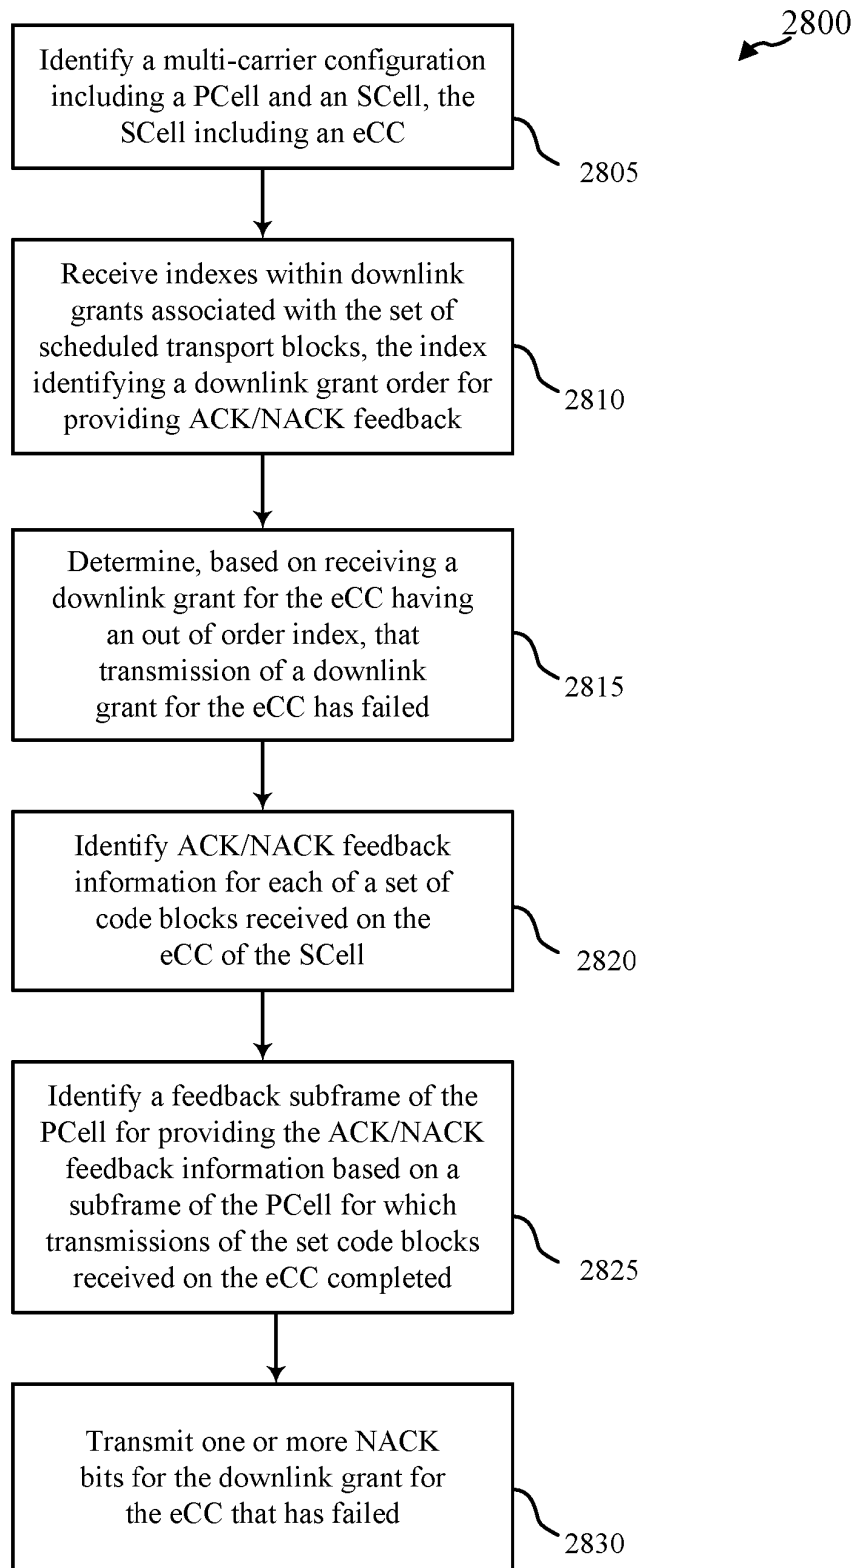 2800
Identify a multi-carrier configuration
including a PCell and an SCell, the
SCell including an eCC
2805
Receive indexes within downlink
grants associated with the set of
scheduled transport blocks, the index
identifying a downlink grant order for
providing ACK/NACK feedback
2810
Determine, based on receiving a
downlink grant for the eCC having
an out of order index, that
transmission of a downlink
grant for the eCC has failed
2815
Identify ACK/NACK feedback
information for each of a set of
code blocks received on the
eCC of the SCell
2820
Identify a feedback subframe of the
PCell for providing the ACK/NACK
feedback information based on a
subframe of the PCell for which
transmissions of the set code blocks
received on the eCC completed
2825
Transmit one or more NACK
bits for the downlink grant for
the eCC that has failed
2830